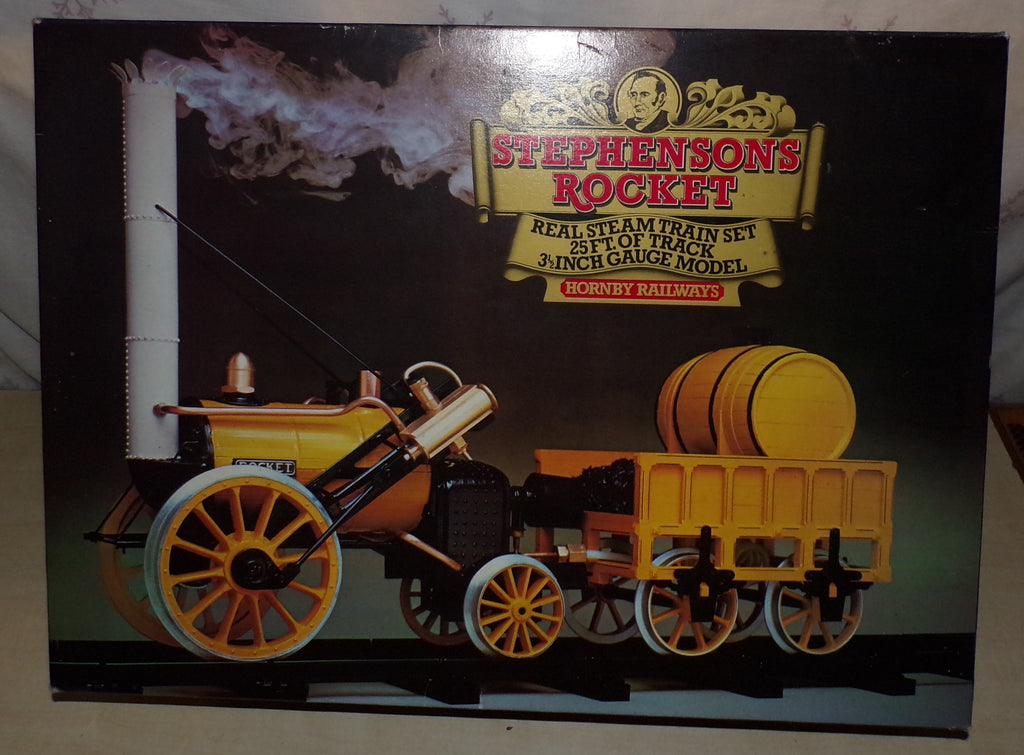 STEPHENSONS
ROCKET
REAL STEAM TRAIN SET
25 FT. OF TRACK
3½ INCH GAUGE MODEL
HORNBY RAILWAYS
ROCKET